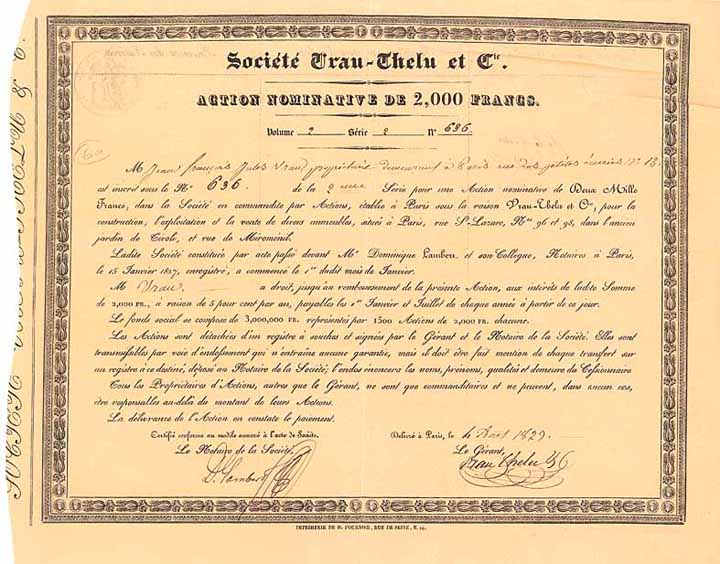 Société Vrau-Thelu et Cie.
ACTION NOMINATIVE DE 2,000 FRANCS.
Volume 2 Série 2 No 636
M Jean françois Jules Vrau, propriétaire demeurant à Paris rue des petites écuries No 13.
est inscrit sous le No 636 de la 2eme Série pour une Action nominative de Deux Mille
Francs, dans la Société en commandite par Actions, établie à Paris sous la raison Vrau-Thelu et Cie, pour la
construction, l'exploitation et la vente de divers immeubles, situés à Paris, rue St-Lazare, Nos 96 et 98, dans l'ancien
jardin de Tivoli, et rue de Miroménil.
Ladite Société constituée par acte passé devant Me Dominique Lambert, et son Collègue, Notaires à Paris,
le 15 Janvier 1827, enregistré, a commencé le 1er dudit mois de Janvier.
M Vrau. a droit, jusqu'au remboursement de la présente Action, aux intérêts de ladite Somme
de 2,000 FR., à raison de 5 pour cent par an, payables les 1er Janvier et Juillet de chaque année à partir de ce jour.
Le fonds social se compose de 3,000,000 FR. représentés par 1500 Actions de 2,000 FR. chacune.
Les Actions sont détachées d'un registre à souches et signées par le Gérant et le Notaire de la Société. Elles sont
transmissibles par voie d'endossement qui n'entraîne aucune garantie, mais il doit être fait mention de chaque transfert sur
un registre à ce destiné, déposé au Notaire de la Société; l'endos énoncera les noms, prénoms, qualités et demeure du Cessionnaire
Tous les Propriétaires d'Actions, autres que le Gérant, ne sont que commanditaires et ne peuvent, dans aucun cas,
être responsables au-delà du montant de leurs Actions.
La délivrance de l'Action en constate le paiement.
Certifié conforme au modèle annexé à l'acte de Société. Délivré à Paris, le 4 1829.
Le Notaire de la Société, Le Gérant,
D. Lambert Vrau Thelu & C
IMPRIMERIE DE H. FOURNIER, RUE DE SEINE, N. 14.